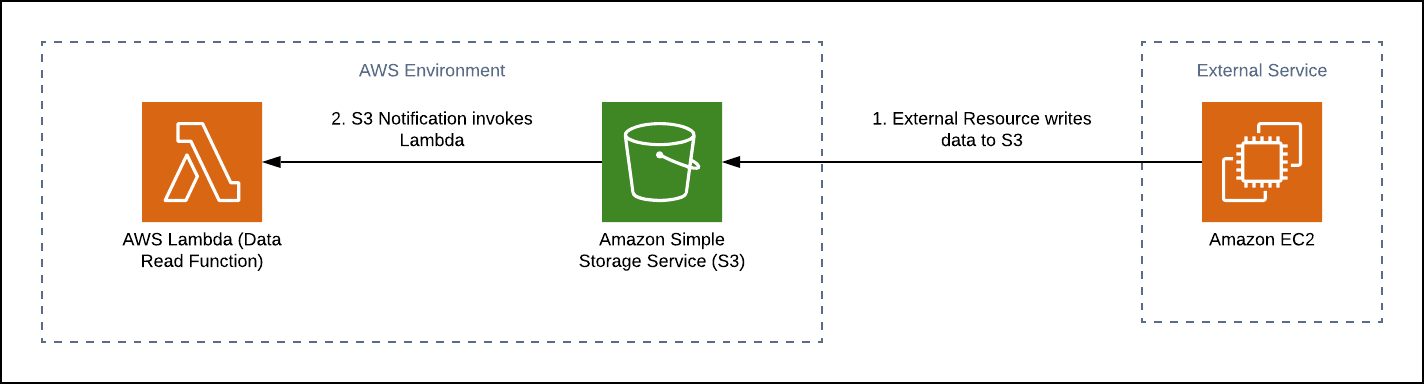 AWS Environment
External Service
2. S3 Notification invokes
Lambda
1. External Resource writes
data to S3
AWS Lambda (Data
Read Function)
Amazon Simple
Storage Service (S3)
Amazon EC2